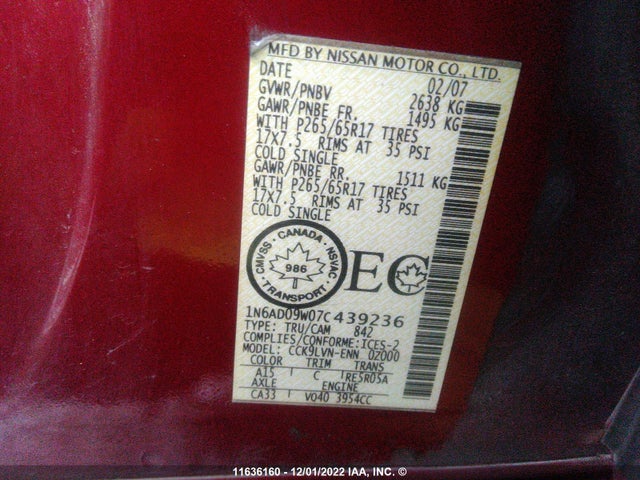 MFD BY NISSAN MOTOR CO., LTD.
DATE 02/07
GVWR/PNBV 2638 KG
GAWR/PNBE FR. 1495 KG
WITH P265/65R17 TIRES
17X7.5 RIMS AT 35 PSI
COLD SINGLE
GAWR/PNBE RR. 1511 KG
WITH P265/65R17 TIRES
17X7.5 RIMS AT 35 PSI
COLD SINGLE
CANADA
CMVSS NSVAC
986
TRANSPORT
EC
1N6AD09W07C439236
TYPE: TRU/CAM 842
COMPLIES/CONFORME:ICES-2
MODEL: CCK9LVN-ENN 0Z000
COLOR TRIM TRANS
A15 C RE5R05A
AXLE ENGINE
CA33 VQ40 3954CC
11636160 - 12/01/2022 IAA, INC. ©